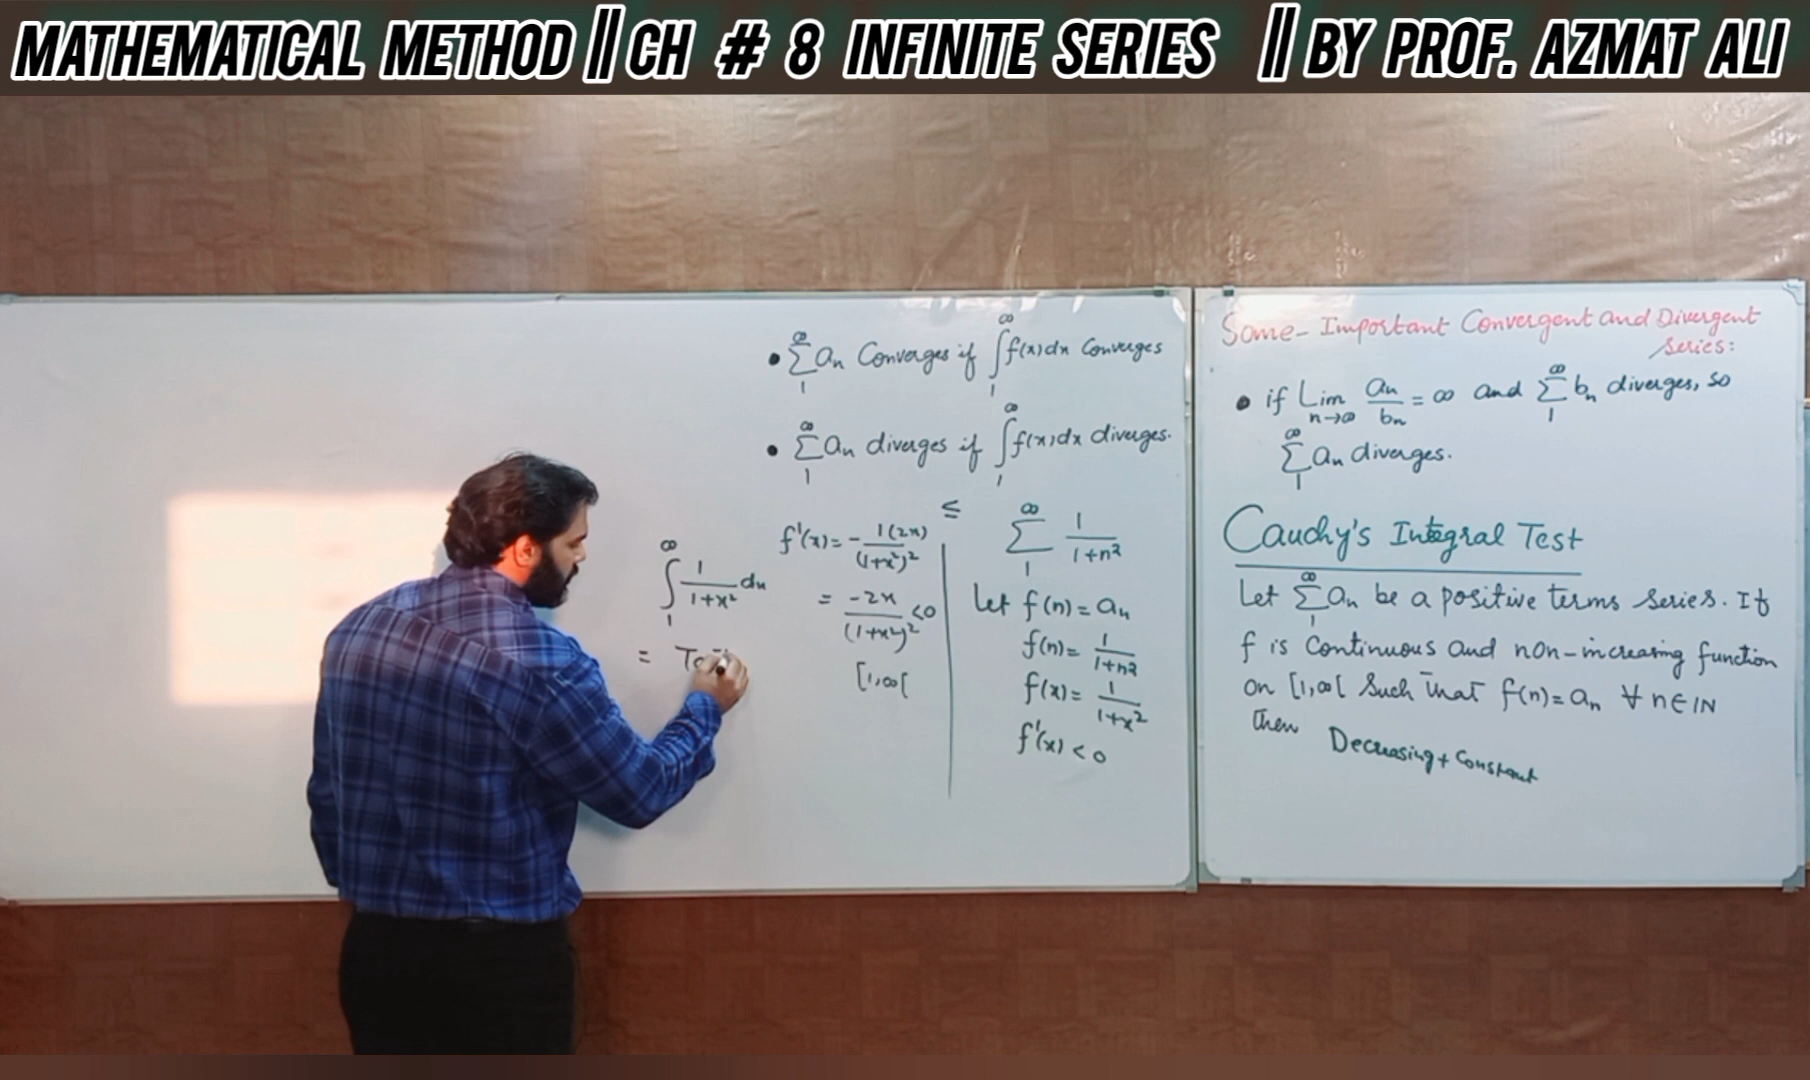 MATHEMATICAL METHOD || CH # 8 INFINITE SERIES || BY PROF. AZMAT ALI
• ∞∑1 an Converges if ∞∫1 f(x)dx Converges
• ∞∑1 an diverges if ∞∫1 f(x)dx diverges.
≤
∞∑1 1/(1+n²)
Let f(n) = an
f(n) = 1/(1+n²)
f(x) = 1/(1+x²)
f'(x) < 0
f'(x) = - 1(2x)/(1+x²)²
= -2x/(1+x²)² <0
[1,∞[
∞∫1 1/(1+x²) dx
= Ta
Some-Important Convergent and Divergent
Series:
• if Lim n→∞ an/bn = ∞ and ∞∑1 bn diverges, so
∞∑1 an diverges.
Cauchy's Integral Test
Let ∞∑1 an be a positive terms series. If
f is Continuous and non-increasing function
on [1,∞[ Such that f(n) = an ∀ n ∈ IN
then
Decreasing + Constant